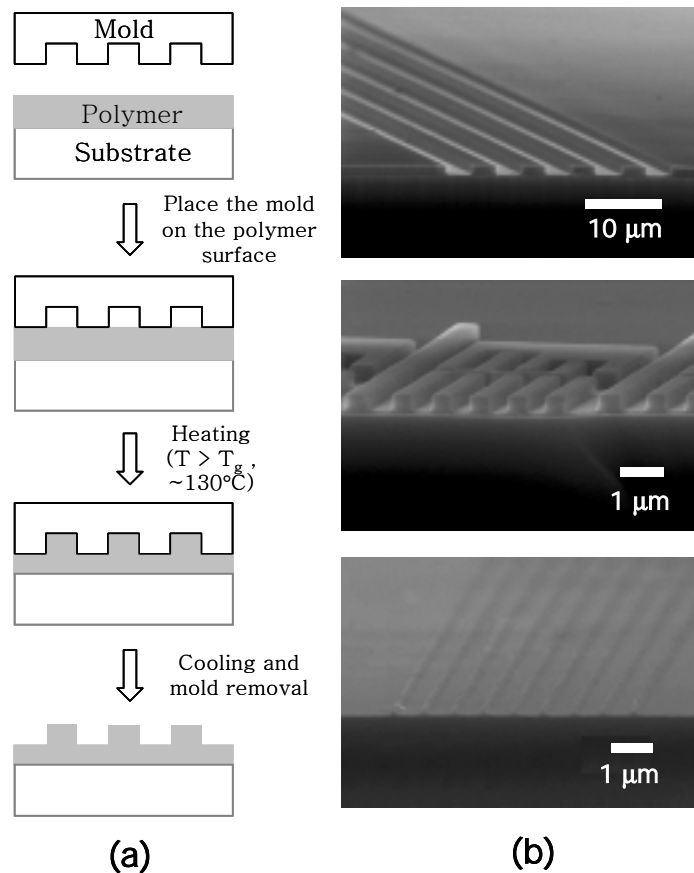 Mold
Polymer
Substrate
Place the mold
on the polymer
surface
Heating
(T > Tg ,
~130℃)
Cooling and
mold removal
(a)
10 μm
1 μm
1 μm
(b)